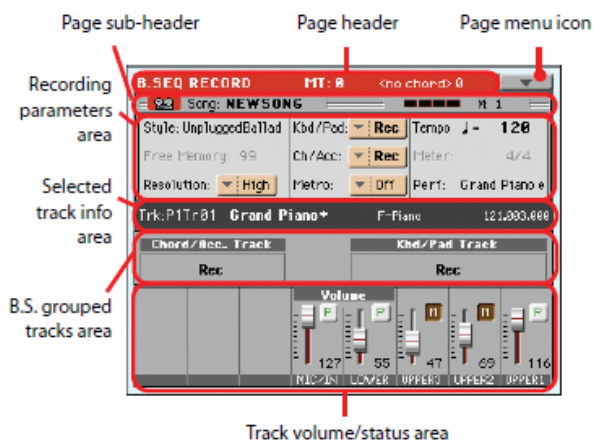 Page sub-header
Page header
Page menu icon
B.SEQ RECORD MT: 0 <no chord> 0
Song: NEWSONG M: 1
Recording parameters area
Style: UnpluggedBallad Kbd/Pad: Rec Tempo ♩= 120
Free Memory: 99 Ch/Acc: Rec Meter: 4/4
Resolution: High Metro: Off Perf: Grand Piano e
Selected track info area
Trk:P1Tr01 Grand Piano+ F-Piano 121.003.000
B.S. grouped tracks area
Chord/Acc. Track Kbd/Pad Track
Rec Rec
Volume
P P M M P
127 55 47 69 116
MIC/IN LOWER UPPER3 UPPER2 UPPER1
Track volume/status area